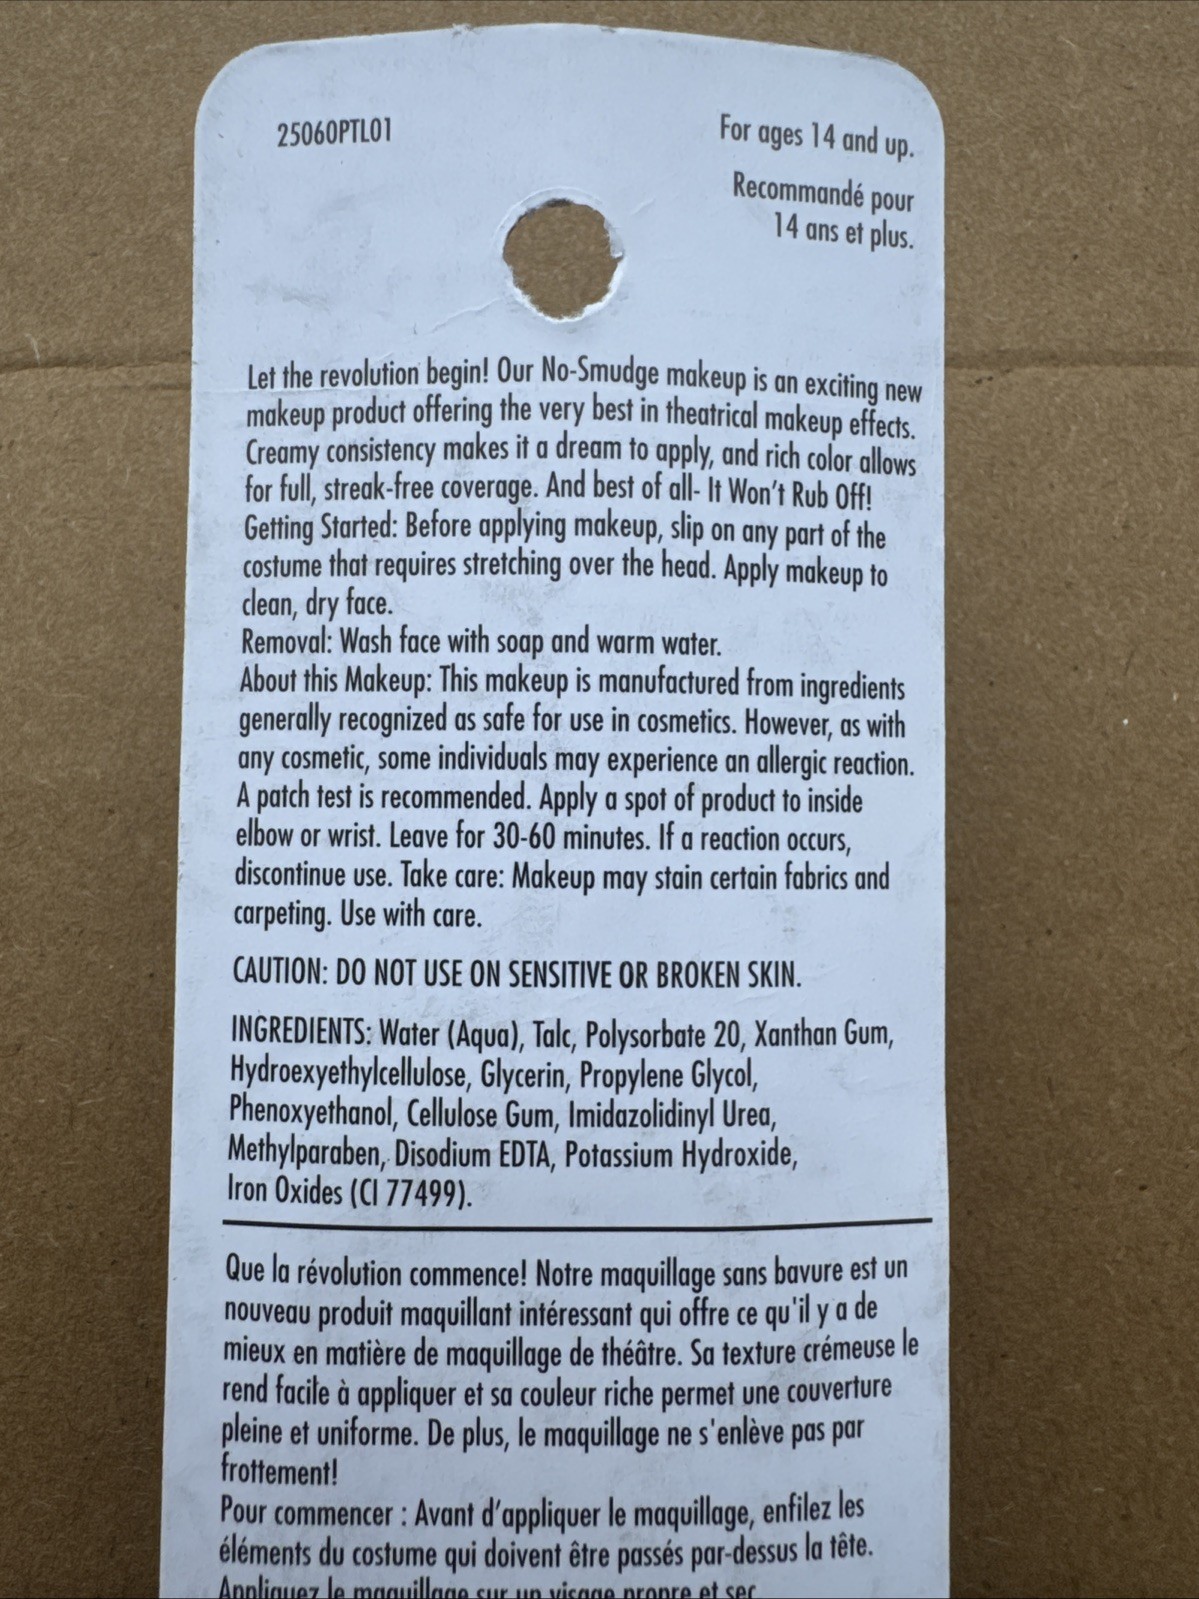 25060PTL01
For ages 14 and up.
Recommandé pour
14 ans et plus.
Let the revolution begin! Our No-Smudge makeup is an exciting new
makeup product offering the very best in theatrical makeup effects.
Creamy consistency makes it a dream to apply, and rich color allows
for full, streak-free coverage. And best of all- It Won't Rub Off!
Getting Started: Before applying makeup, slip on any part of the
costume that requires stretching over the head. Apply makeup to
clean, dry face.
Removal: Wash face with soap and warm water.
About this Makeup: This makeup is manufactured from ingredients
generally recognized as safe for use in cosmetics. However, as with
any cosmetic, some individuals may experience an allergic reaction.
A patch test is recommended. Apply a spot of product to inside
elbow or wrist. Leave for 30-60 minutes. If a reaction occurs,
discontinue use. Take care: Makeup may stain certain fabrics and
carpeting. Use with care.
CAUTION: DO NOT USE ON SENSITIVE OR BROKEN SKIN.
INGREDIENTS: Water (Aqua), Talc, Polysorbate 20, Xanthan Gum,
Hydroexyethylcellulose, Glycerin, Propylene Glycol,
Phenoxyethanol, Cellulose Gum, Imidazolidinyl Urea,
Methylparaben, Disodium EDTA, Potassium Hydroxide,
Iron Oxides (CI 77499).
Que la révolution commence! Notre maquillage sans bavure est un
nouveau produit maquillant intéressant qui offre ce qu'il y a de
mieux en matière de maquillage de théâtre. Sa texture crémeuse le
rend facile à appliquer et sa couleur riche permet une couverture
pleine et uniforme. De plus, le maquillage ne s'enlève pas par
frottement!
Pour commencer : Avant d'appliquer le maquillage, enfilez les
éléments du costume qui doivent être passés par-dessus la tête.
Appliquez le maquillage sur un visage propre et sec